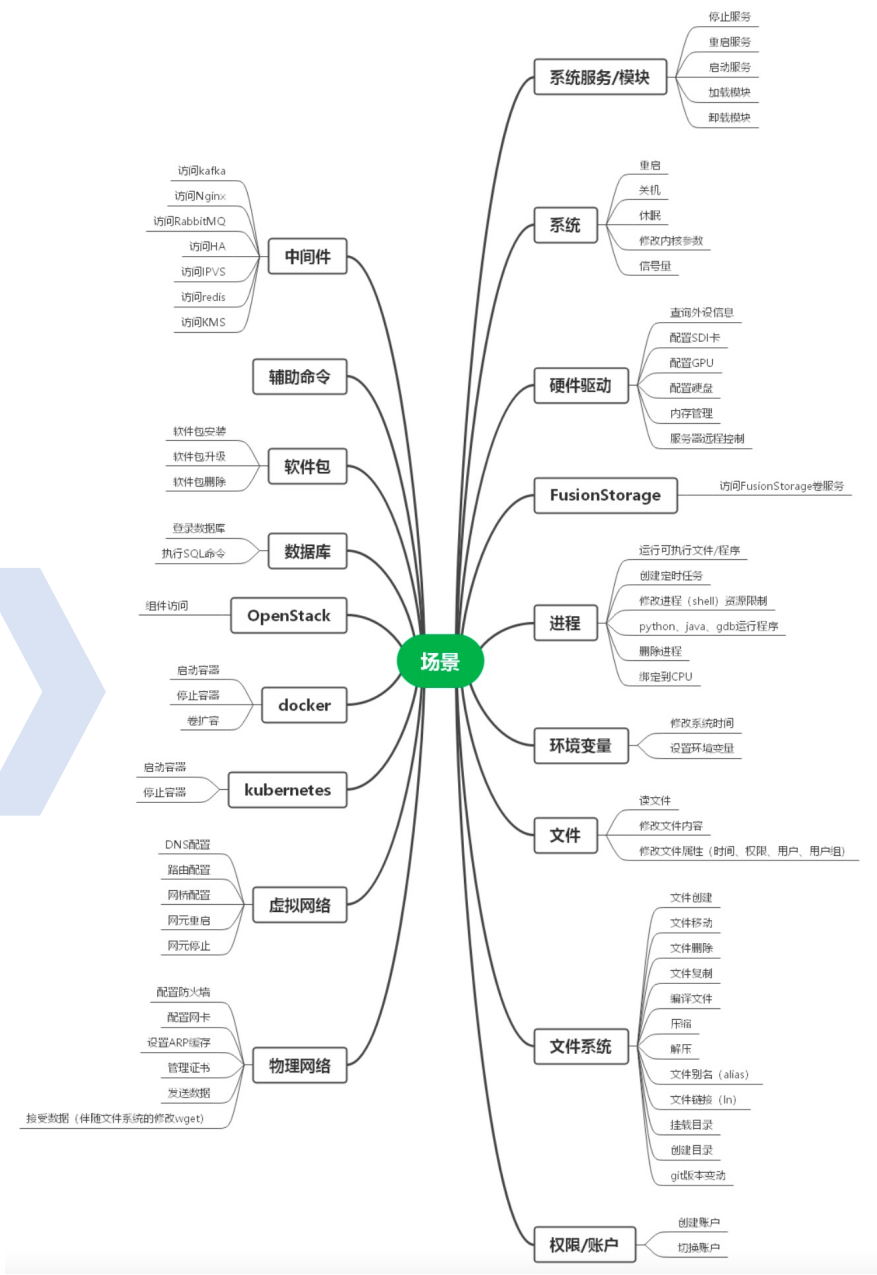 场景
系统服务/模块
停止服务
重启服务
启动服务
加载模块
卸载模块
系统
重启
关机
休眠
修改内核参数
信号量
硬件驱动
查询外设信息
配置SDI卡
配置GPU
配置硬盘
内存管理
服务器远程控制
FusionStorage
访问FusionStorage卷服务
进程
运行可执行文件/程序
创建定时任务
修改进程（shell）资源限制
python、java、gdb运行程序
删除进程
绑定到CPU
环境变量
修改系统时间
设置环境变量
文件
读文件
修改文件内容
修改文件属性（时间、权限、用户、用户组）
文件系统
文件创建
文件移动
文件删除
文件复制
编译文件
压缩
解压
文件别名（alias）
文件链接（ln）
挂载目录
创建目录
git版本变动
权限/账户
创建账户
切换账户
中间件
访问kafka
访问Nginx
访问RabbitMQ
访问HA
访问IPVS
访问redis
访问KMS
辅助命令
软件包
软件包安装
软件包升级
软件包删除
数据库
登录数据库
执行SQL命令
OpenStack
组件访问
docker
启动容器
停止容器
卷扩容
kubernetes
启动容器
停止容器
虚拟网络
DNS配置
路由配置
网桥配置
网元重启
网元停止
物理网络
配置防火墙
配置网卡
设置ARP缓存
管理证书
发送数据
接受数据（伴随文件系统的修改wget）